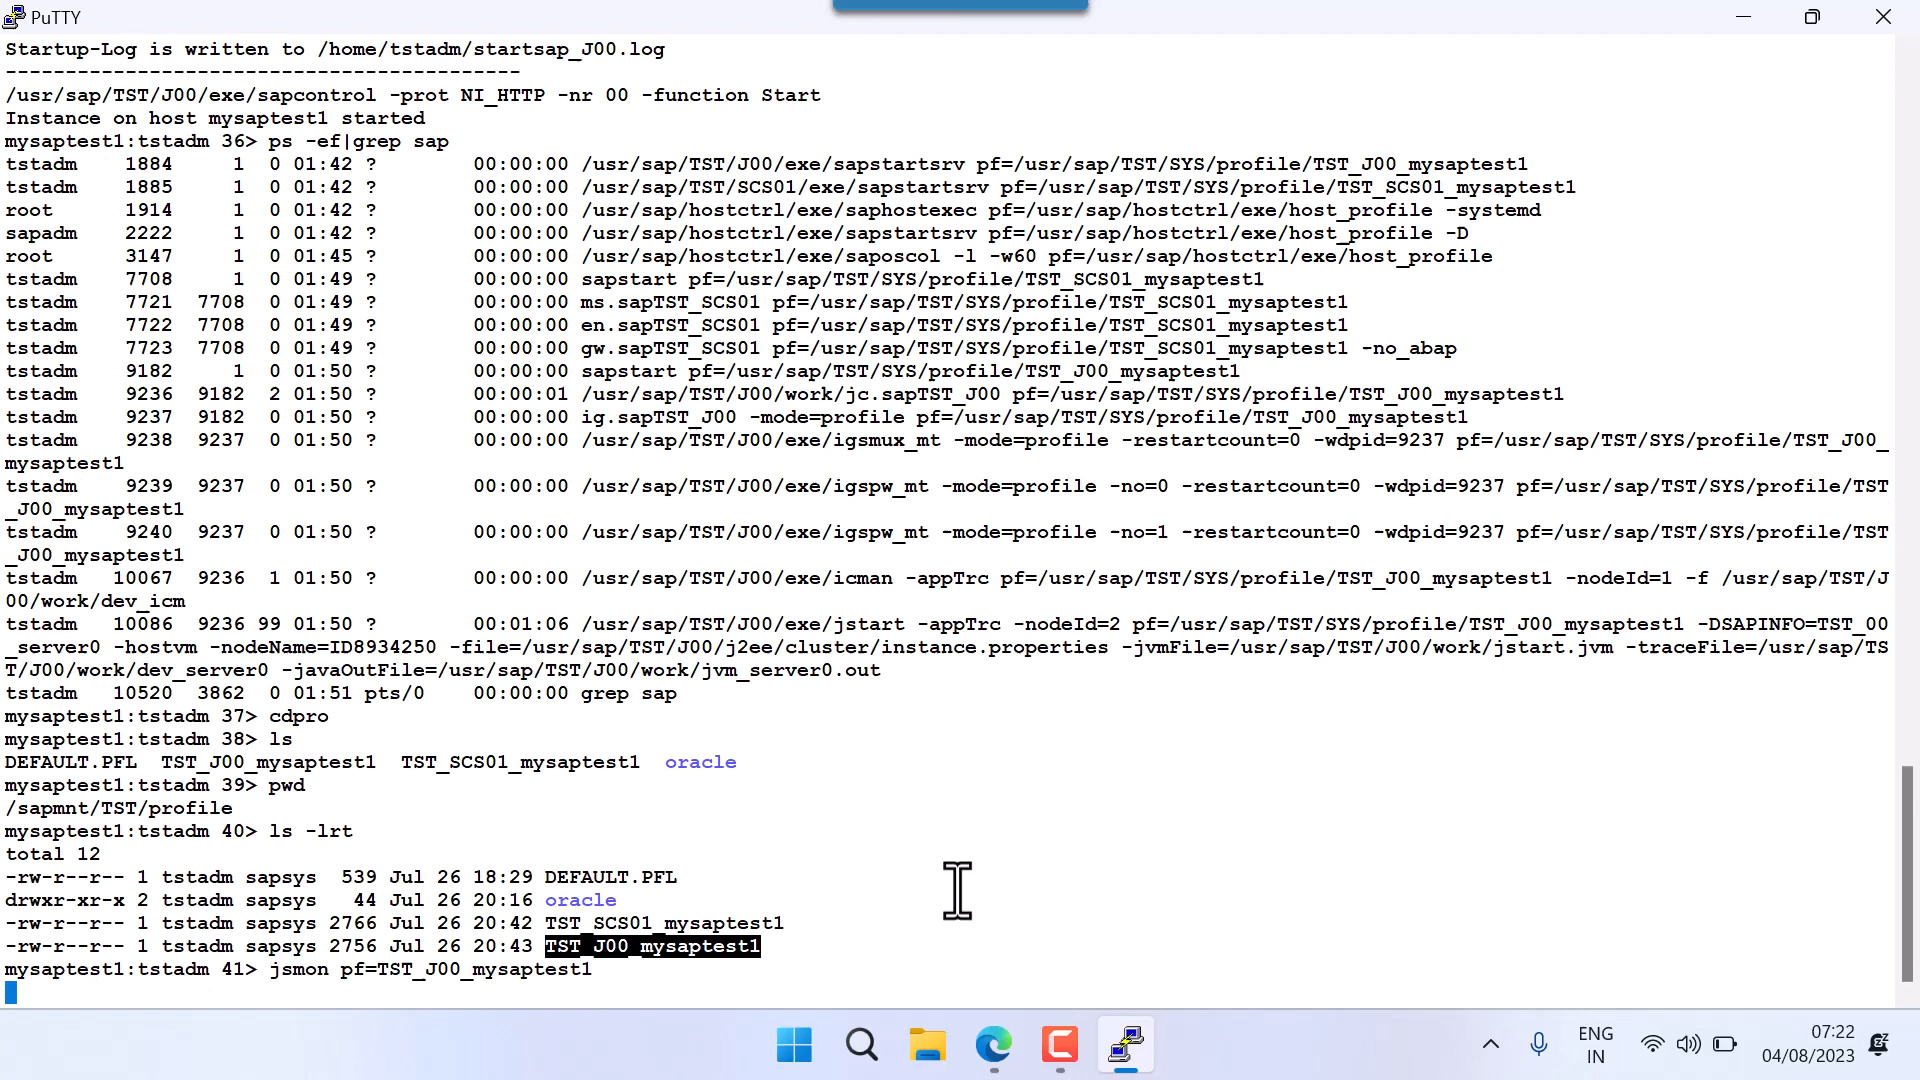 PuTTY
Startup-Log is written to /home/tstadm/startsap_J00.log
-------------------------------------------
/usr/sap/TST/J00/exe/sapcontrol -prot NI_HTTP -nr 00 -function Start
Instance on host mysaptest1 started
mysaptest1:tstadm 36> ps -ef|grep sap
tstadm    1884     1  0 01:42 ?        00:00:00 /usr/sap/TST/J00/exe/sapstartsrv pf=/usr/sap/TST/SYS/profile/TST_J00_mysaptest1
tstadm    1885     1  0 01:42 ?        00:00:00 /usr/sap/TST/SCS01/exe/sapstartsrv pf=/usr/sap/TST/SYS/profile/TST_SCS01_mysaptest1
root      1914     1  0 01:42 ?        00:00:00 /usr/sap/hostctrl/exe/saphostexec pf=/usr/sap/hostctrl/exe/host_profile -systemd
sapadm    2222     1  0 01:42 ?        00:00:00 /usr/sap/hostctrl/exe/sapstartsrv pf=/usr/sap/hostctrl/exe/host_profile -D
root      3147     1  0 01:45 ?        00:00:00 /usr/sap/hostctrl/exe/saposcol -l -w60 pf=/usr/sap/hostctrl/exe/host_profile
tstadm    7708     1  0 01:49 ?        00:00:00 sapstart pf=/usr/sap/TST/SYS/profile/TST_SCS01_mysaptest1
tstadm    7721  7708  0 01:49 ?        00:00:00 ms.sapTST_SCS01 pf=/usr/sap/TST/SYS/profile/TST_SCS01_mysaptest1
tstadm    7722  7708  0 01:49 ?        00:00:00 en.sapTST_SCS01 pf=/usr/sap/TST/SYS/profile/TST_SCS01_mysaptest1
tstadm    7723  7708  0 01:49 ?        00:00:00 gw.sapTST_SCS01 pf=/usr/sap/TST/SYS/profile/TST_SCS01_mysaptest1 -no_abap
tstadm    9182     1  0 01:50 ?        00:00:00 sapstart pf=/usr/sap/TST/SYS/profile/TST_J00_mysaptest1
tstadm    9236  9182  2 01:50 ?        00:00:01 /usr/sap/TST/J00/work/jc.sapTST_J00 pf=/usr/sap/TST/SYS/profile/TST_J00_mysaptest1
tstadm    9237  9182  0 01:50 ?        00:00:00 ig.sapTST_J00 -mode=profile pf=/usr/sap/TST/SYS/profile/TST_J00_mysaptest1
tstadm    9238  9237  0 01:50 ?        00:00:00 /usr/sap/TST/J00/exe/igsmux_mt -mode=profile -restartcount=0 -wdpid=9237 pf=/usr/sap/TST/SYS/profile/TST_J00_
mysaptest1
tstadm    9239  9237  0 01:50 ?        00:00:00 /usr/sap/TST/J00/exe/igspw_mt -mode=profile -no=0 -restartcount=0 -wdpid=9237 pf=/usr/sap/TST/SYS/profile/TST
_J00_mysaptest1
tstadm    9240  9237  0 01:50 ?        00:00:00 /usr/sap/TST/J00/exe/igspw_mt -mode=profile -no=1 -restartcount=0 -wdpid=9237 pf=/usr/sap/TST/SYS/profile/TST
_J00_mysaptest1
tstadm   10067  9236  1 01:50 ?        00:00:00 /usr/sap/TST/J00/exe/icman -appTrc pf=/usr/sap/TST/SYS/profile/TST_J00_mysaptest1 -nodeId=1 -f /usr/sap/TST/J
00/work/dev_icm
tstadm   10086  9236 99 01:50 ?        00:01:06 /usr/sap/TST/J00/exe/jstart -appTrc -nodeId=2 pf=/usr/sap/TST/SYS/profile/TST_J00_mysaptest1 -DSAPINFO=TST_00
_server0 -hostvm -nodeName=ID8934250 -file=/usr/sap/TST/J00/j2ee/cluster/instance.properties -jvmFile=/usr/sap/TST/J00/work/jstart.jvm -traceFile=/usr/sap/TS
T/J00/work/dev_server0 -javaOutFile=/usr/sap/TST/J00/work/jvm_server0.out
tstadm   10520  3862  0 01:51 pts/0    00:00:00 grep sap
mysaptest1:tstadm 37> cdpro
mysaptest1:tstadm 38> ls
DEFAULT.PFL  TST_J00_mysaptest1  TST_SCS01_mysaptest1  oracle
mysaptest1:tstadm 39> pwd
/sapmnt/TST/profile
mysaptest1:tstadm 40> ls -lrt
total 12
-rw-r--r-- 1 tstadm sapsys  539 Jul 26 18:29 DEFAULT.PFL
drwxr-xr-x 2 tstadm sapsys   44 Jul 26 20:16 oracle
-rw-r--r-- 1 tstadm sapsys 2766 Jul 26 20:42 TST_SCS01_mysaptest1
-rw-r--r-- 1 tstadm sapsys 2756 Jul 26 20:43 TST_J00_mysaptest1
mysaptest1:tstadm 41> jsmon pf=TST_J00_mysaptest1
ENG
IN
07:22
04/08/2023